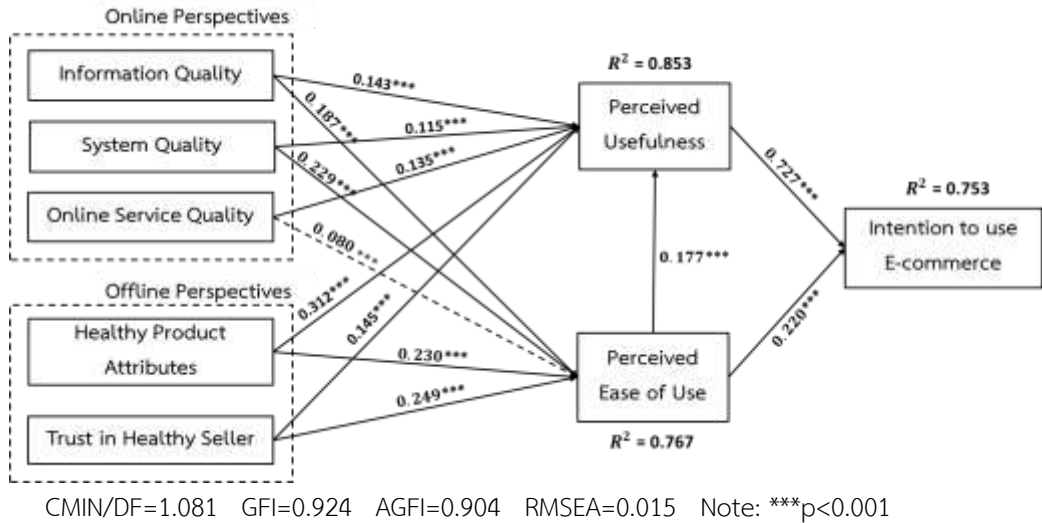 Online Perspectives
Information Quality
System Quality
Online Service Quality
Offline Perspectives
Healthy Product
Attributes
Trust in Healthy Seller
0.143***
0.187***
0.115***
0.229***
0.135***
0.080 ***
0.312***
0.145***
0.230***
0.249***
R² = 0.853
Perceived
Usefulness
0.177***
Perceived
Ease of Use
R² = 0.767
0.727***
0.220***
R² = 0.753
Intention to use
E-commerce
CMIN/DF=1.081 GFI=0.924 AGFI=0.904 RMSEA=0.015 Note: ***p<0.001